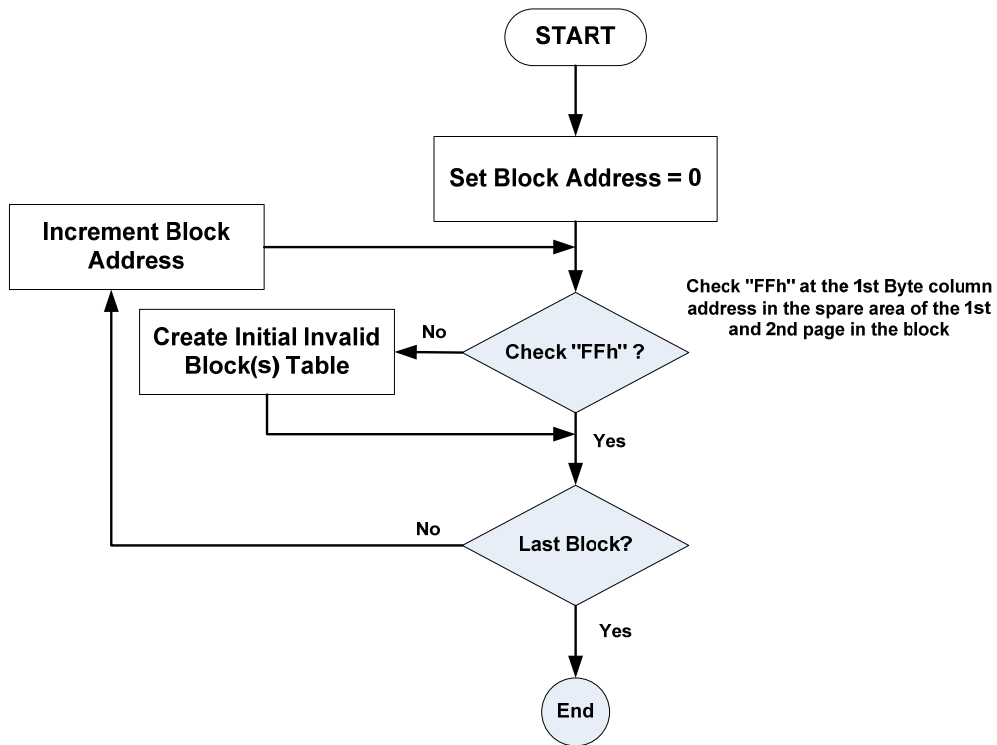 START
Set Block Address = 0
Increment Block
Address
Check "FFh" at the 1st Byte column
address in the spare area of the 1st
and 2nd page in the block
Create Initial Invalid
Block(s) Table
No
Check "FFh" ?
Yes
No
Last Block?
Yes
End